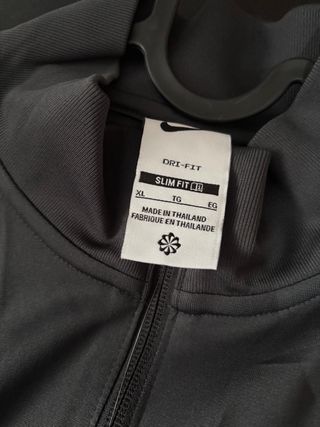 DRI-FIT
SLIM FIT
XL TG EG
MADE IN THAILAND
FABRIQUE EN THAILANDE